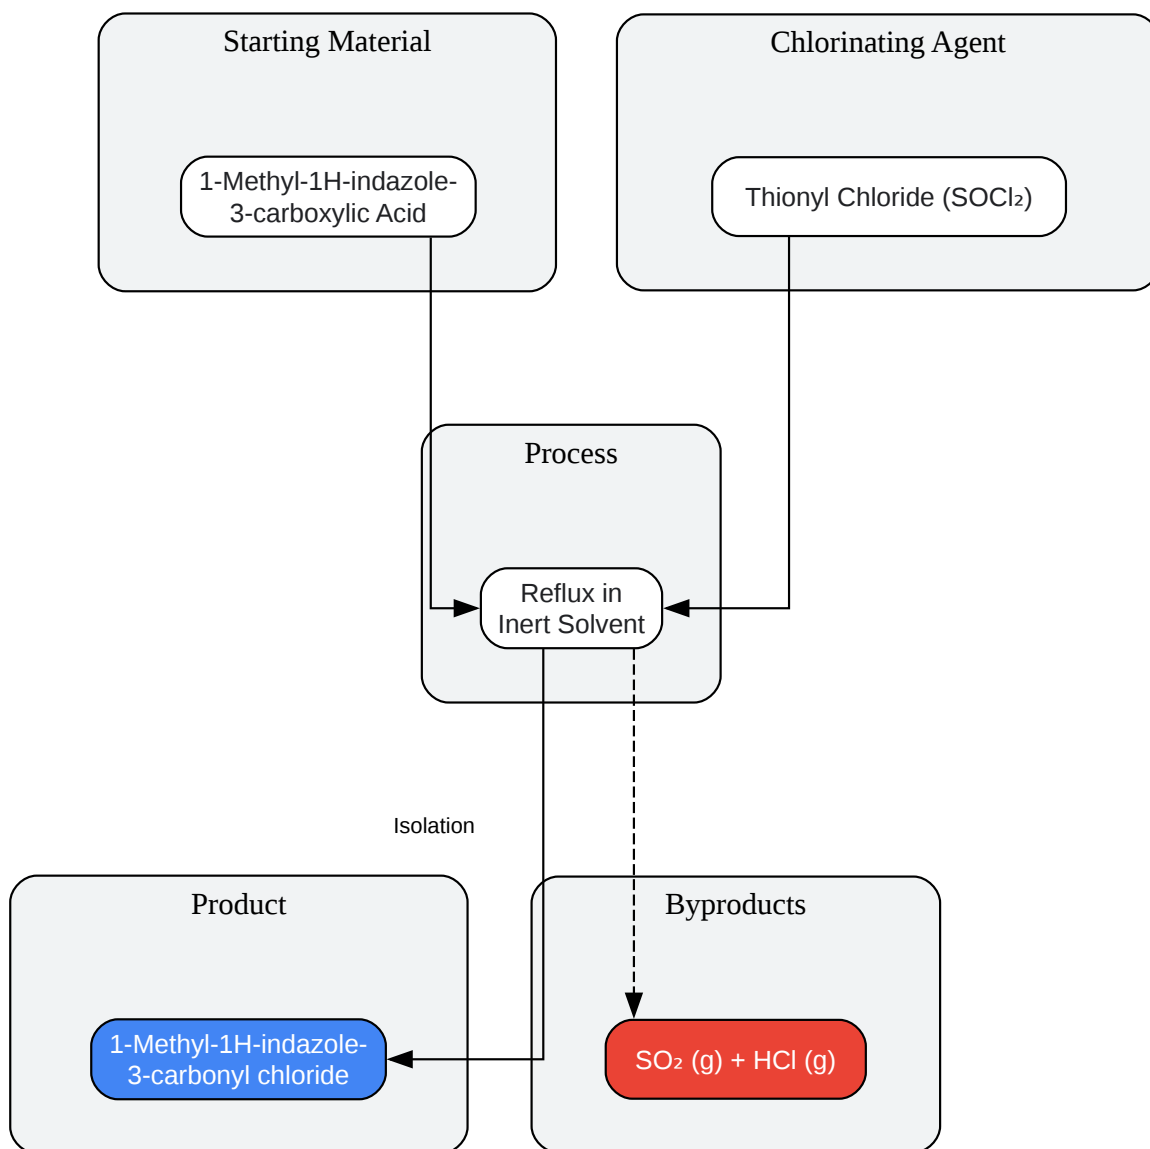 Starting Material
Chlorinating Agent
1-Methyl-1H-indazole-
3-carboxylic Acid
Thionyl Chloride (SOCl₂)
Process
Reflux in
Inert Solvent
Isolation
Product
Byproducts
1-Methyl-1H-indazole-
3-carbonyl chloride
SO₂ (g) + HCl (g)